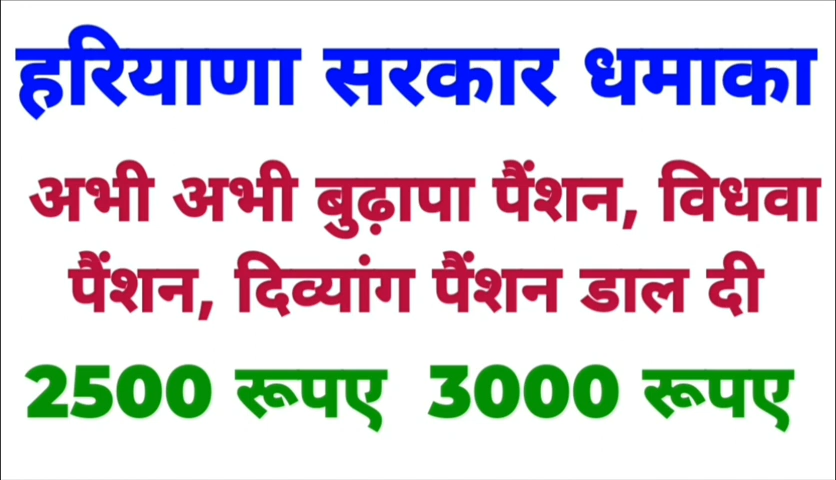 हरियाणा सरकार धमाका
अभी अभी बुढ़ापा पैंशन, विधवा
पैंशन, दिव्यांग पैंशन डाल दी
2500 रूपए 3000 रूपए